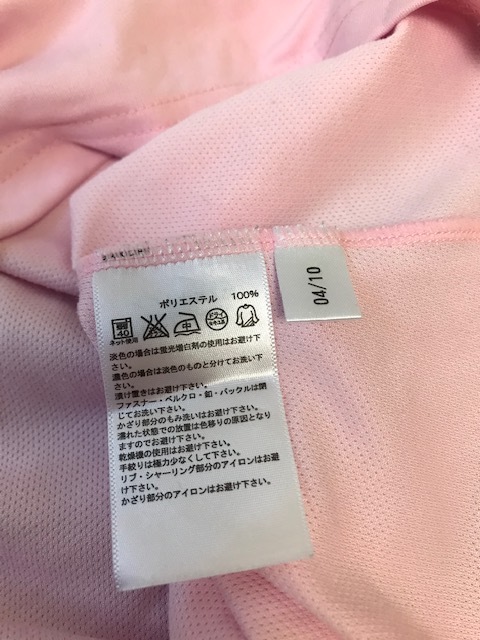 ポリエステル 100%
40 ドライ セキユ系
ネット使用
淡色の場合は蛍光増白剤の使用はお避け下
さい。
濃色の場合は淡色のものと分けてお洗い下
さい。
漬け置きはお避け下さい。
ファスナー・ベルクロ・釦・バックルは閉
じてお洗い下さい。
かざり部分のもみ洗いはお避け下さい。
濡れた状態での放置は色移りの原因となり
ますのでお避け下さい。
乾燥機の使用はお避け下さい。
手絞りは極力少なくして下さい。
リブ・シャーリング部分のアイロンはお避
け下さい。
かざり部分のアイロンはお避け下さい。
04/10